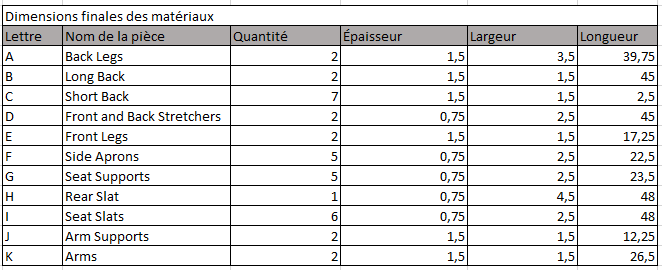 Dimensions finales des matériaux
Lettre Nom de la pièce Quantité Épaisseur Largeur Longueur
A Back Legs 2 1,5 3,5 39,75
B Long Back 2 1,5 1,5 45
C Short Back 7 1,5 1,5 2,5
D Front and Back Stretchers 2 0,75 2,5 45
E Front Legs 2 1,5 1,5 17,25
F Side Aprons 5 0,75 2,5 22,5
G Seat Supports 5 0,75 2,5 23,5
H Rear Slat 1 0,75 4,5 48
I Seat Slats 6 0,75 2,5 48
J Arm Supports 2 1,5 1,5 12,25
K Arms 2 1,5 1,5 26,5